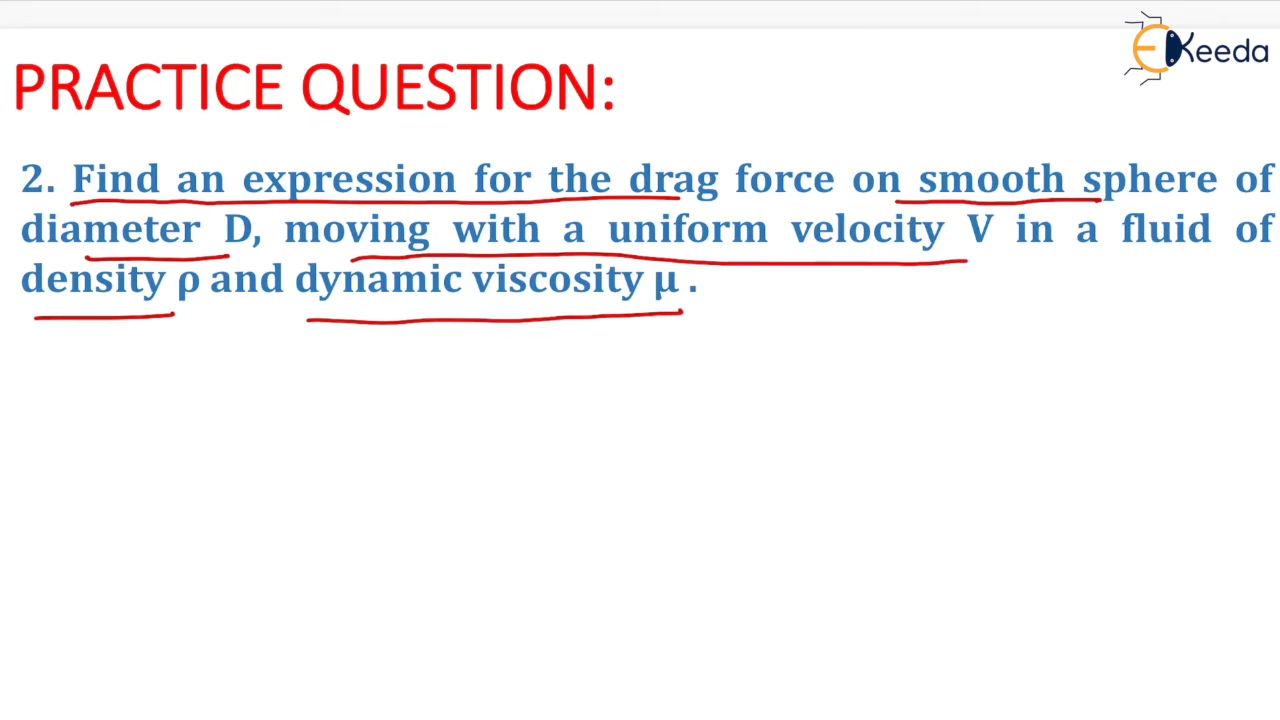 EKeeda
PRACTICE QUESTION:
2. Find an expression for the drag force on smooth sphere of
diameter D, moving with a uniform velocity V in a fluid of
density ρ and dynamic viscosity μ .